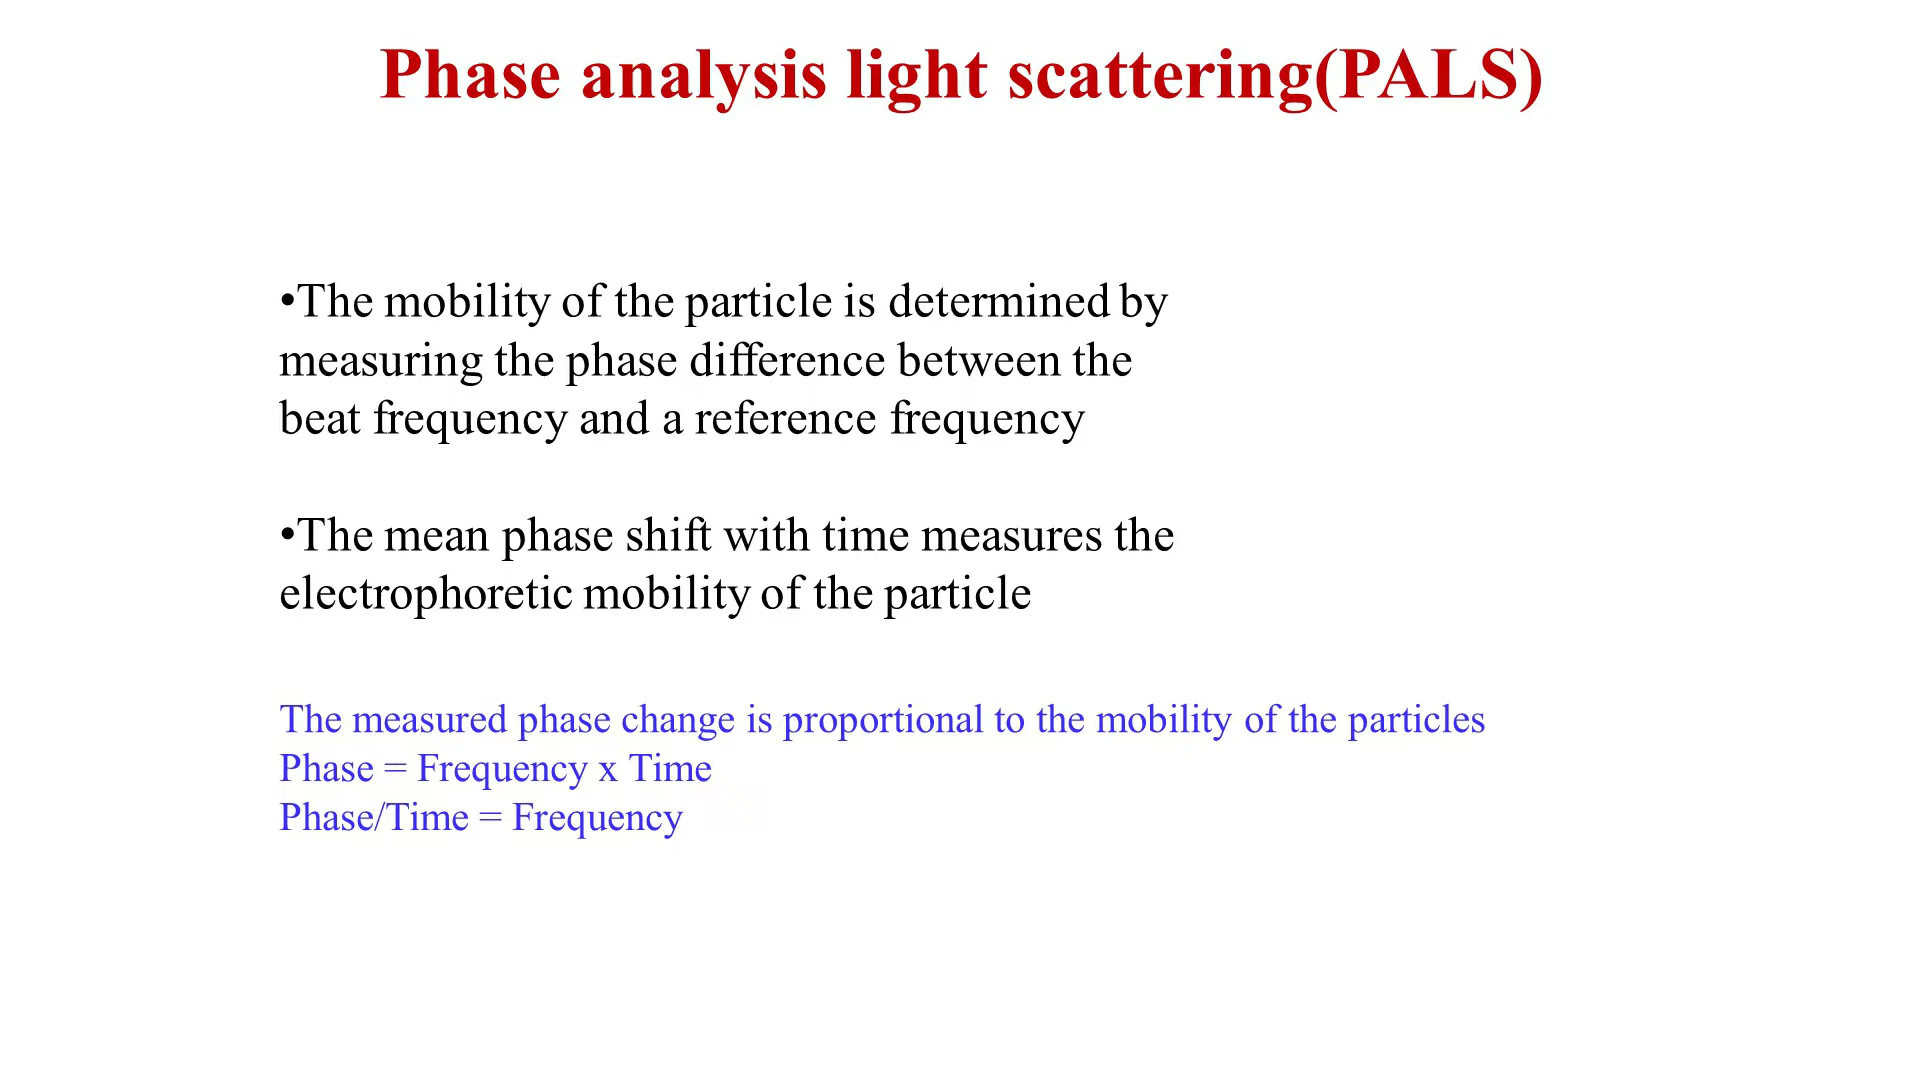 Phase analysis light scattering(PALS)
•The mobility of the particle is determined by
measuring the phase difference between the
beat frequency and a reference frequency
•The mean phase shift with time measures the
electrophoretic mobility of the particle
The measured phase change is proportional to the mobility of the particles
Phase = Frequency x Time
Phase/Time = Frequency